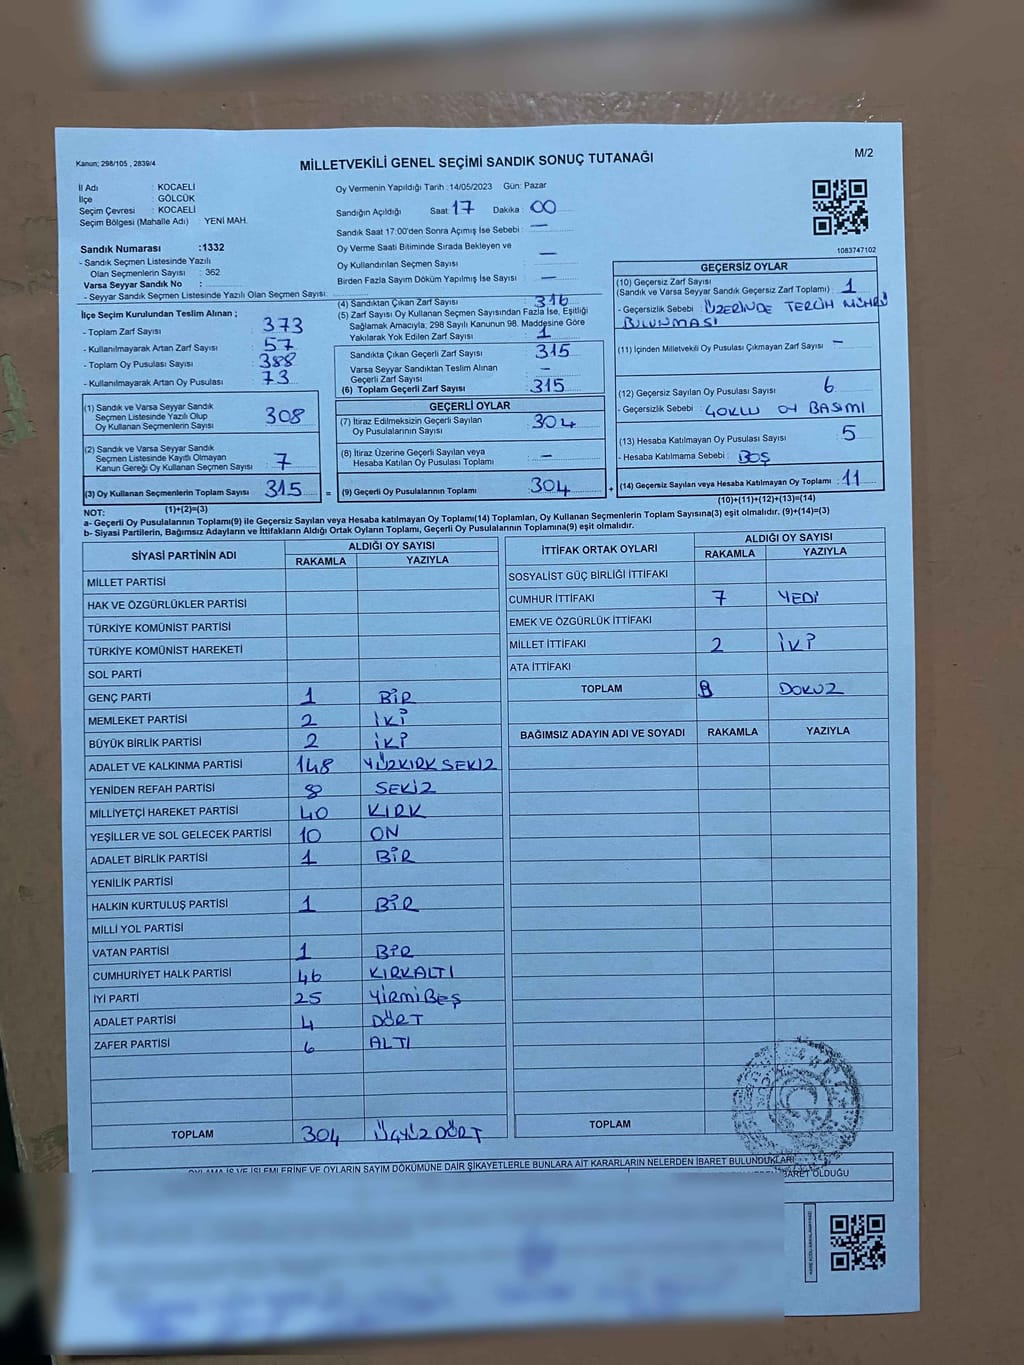 Kanun; 298/105 , 2839/4
MİLLETVEKİLİ GENEL SEÇİMİ SANDIK SONUÇ TUTANAĞI
M/2
İl Adı : KOCAELİ
İlçe : GÖLCÜK
Seçim Çevresi : KOCAELİ
Seçim Bölgesi (Mahalle Adı) : YENİ MAH.
Sandık Numarası :1332
- Sandık Seçmen Listesinde Yazılı
Olan Seçmenlerin Sayısı : 362
Varsa Seyyar Sandık No :
- Seyyar Sandık Seçmen Listesinde Yazılı Olan Seçmen Sayısı:
Oy Vermenin Yapıldığı Tarih :14/05/2023 Gün: Pazar
Sandığın Açıldığı Saat 17 Dakika 00
Sandık Saat 17:00'den Sonra Açımış İse Sebebi : —
Oy Verme Saati Bitiminde Sırada Bekleyen ve
Oy Kullandırılan Seçmen Sayısı —
Birden Fazla Sayım Döküm Yapılmış İse Sayısı —
1083747102
İlçe Seçim Kurulundan Teslim Alınan ;
- Toplam Zarf Sayısı 373
- Kullanılmayarak Artan Zarf Sayısı 57
- Toplam Oy Pusulası Sayısı 388
- Kullanılmayarak Artan Oy Pusulası 73
(1) Sandık ve Varsa Seyyar Sandık
Seçmen Listesinde Yazılı Olup
Oy Kullanan Seçmenlerin Sayısı 308
(2) Sandık ve Varsa Seyyar Sandık
Seçmen Listesinde Kayıtlı Olmayan
Kanun Gereği Oy Kullanan Seçmen Sayısı 7
(3) Oy Kullanan Seçmenlerin Toplam Sayısı 315
(1)+(2)=(3)
(4) Sandıktan Çıkan Zarf Sayısı 316
(5) Zarf Sayısı Oy Kullanan Seçmen Sayısından Fazla İse, Eşitliği
Sağlamak Amacıyla, 298 Sayılı Kanunun 98. Maddesine Göre
Yakılarak Yok Edilen Zarf Sayısı 1
Sandıkta Çıkan Geçerli Zarf Sayısı 315
Varsa Seyyar Sandıktan Teslim Alınan
Geçerli Zarf Sayısı —
(6) Toplam Geçerli Zarf Sayısı 315
GEÇERLİ OYLAR
(7) İtiraz Edilmeksizin Geçerli Sayılan
Oy Pusulalarının Sayısı 304
(8) İtiraz Üzerine Geçerli Sayılan veya
Hesaba Katılan Oy Pusulası Toplamı —
= (9) Geçerli Oy Pusulalarının Toplamı 304 +
GEÇERSİZ OYLAR
(10) Geçersiz Zarf Sayısı
(Sandık ve Varsa Seyyar Sandık Geçersiz Zarf Toplamı) : 1
- Geçersizlik Sebebi ÜZERİNDE TERCİH MÜHRÜ
BULUNMASI
(11) İçinden Milletvekili Oy Pusulası Çıkmayan Zarf Sayısı —
(12) Geçersiz Sayılan Oy Pusulası Sayısı 6
- Geçersizlik Sebebi ÇOKLU OY BASIMI
(13) Hesaba Katılmayan Oy Pusulası Sayısı 5
- Hesaba Katılmama Sebebi : BOŞ
(14) Geçersiz Sayılan veya Hesaba Katılmayan Oy Toplamı 11
(10)+(11)+(12)+(13)=(14)
NOT:
a- Geçerli Oy Pusulalarının Toplamı(9) ile Geçersiz Sayılan veya Hesaba katılmayan Oy Toplamı(14) Toplamları, Oy Kullanan Seçmenlerin Toplam Sayısına(3) eşit olmalıdır. (9)+(14)=(3)
b- Siyasi Partilerin, Bağımsız Adayların ve İttifakların Aldığı Ortak Oyların Toplamı, Geçerli Oy Pusulalarının Toplamına(9) eşit olmalıdır.
SİYASİ PARTİNİN ADI ALDIĞI OY SAYISI
RAKAMLA YAZIYLA
MİLLET PARTİSİ
HAK VE ÖZGÜRLÜKLER PARTİSİ
TÜRKİYE KOMÜNİST PARTİSİ
TÜRKİYE KOMÜNİST HAREKETİ
SOL PARTİ
GENÇ PARTİ 1 BİR
MEMLEKET PARTİSİ 2 İKİ
BÜYÜK BİRLİK PARTİSİ 2 İKİ
ADALET VE KALKINMA PARTİSİ 148 YÜZKIRK SEKİZ
YENİDEN REFAH PARTİSİ 8 SEKİZ
MİLLİYETÇİ HAREKET PARTİSİ 40 KIRK
YEŞİLLER VE SOL GELECEK PARTİSİ 10 ON
ADALET BİRLİK PARTİSİ 1 BİR
YENİLİK PARTİSİ
HALKIN KURTULUŞ PARTİSİ 1 BİR
MİLLİ YOL PARTİSİ
VATAN PARTİSİ 1 BİR
CUMHURİYET HALK PARTİSİ 46 KIRKALTI
İYİ PARTİ 25 YİRMİBEŞ
ADALET PARTİSİ 4 DÖRT
ZAFER PARTİSİ 6 ALTI
TOPLAM 304 ÜÇYÜZDÖRT
İTTİFAK ORTAK OYLARI ALDIĞI OY SAYISI
RAKAMLA YAZIYLA
SOSYALİST GÜÇ BİRLİĞİ İTTİFAKI
CUMHUR İTTİFAKI 7 YEDİ
EMEK VE ÖZGÜRLÜK İTTİFAKI
MİLLET İTTİFAKI 2 İKİ
ATA İTTİFAKI
TOPLAM 9 DOKUZ
BAĞIMSIZ ADAYIN ADI VE SOYADI RAKAMLA YAZIYLA
TOPLAM
OYLAMA İŞ VE İŞLEMLERİNE VE OYLARIN SAYIM DÖKÜMÜNE DAİR ŞİKAYETLERLE BUNLARA AİT KARARLARIN NELERDEN İBARET BULUNDUKLARI
İBARET OLDUĞU